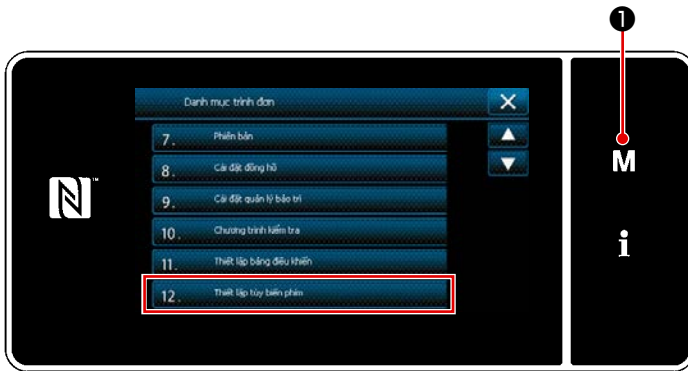 ❶
Danh mục trình đơn
7. Phiên bản
8. Cài đặt đồng hồ
9. Cài đặt quản lý bảo trì
10. Chương trình kiểm tra
11. Thiết lập bảng điều khiển
12. Thiết lập tùy biến phím
M
i